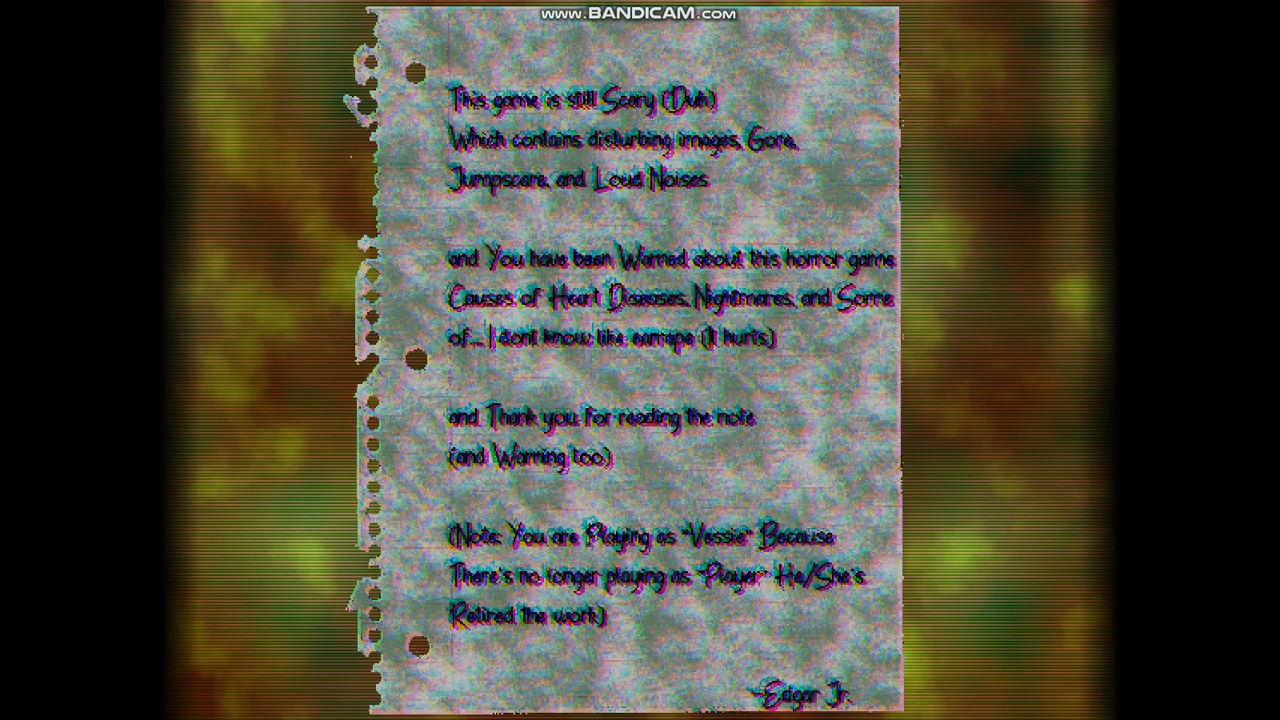 www.BANDICAM.com
This game is still Scary (Duh)
Which contains disturbing images, Gore,
Jumpscare, and Loud Noises
and You have been Warned about this horror game
Causes of Heart Diseases, Nightmares, and Some
of... I dont know like earrape (It hurts)
and Thank you for reading the note
(and Warning too)
(Note: You are Playing as "Vessie" Because
There's no longer playing as "Player" He/She's
Retired the work)
-Edgar Jr.